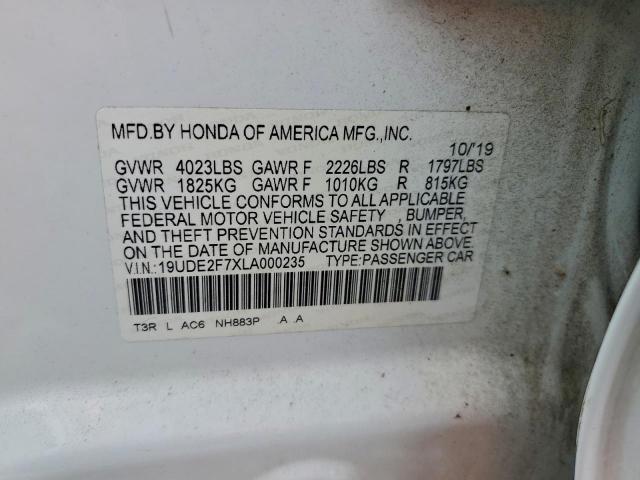 MFD.BY HONDA OF AMERICA MFG.,INC.
10/'19
GVWR 4023LBS GAWR F 2226LBS R 1797LBS
GVWR 1825KG GAWR F 1010KG R 815KG
THIS VEHICLE CONFORMS TO ALL APPLICABLE
FEDERAL MOTOR VEHICLE SAFETY , BUMPER,
AND THEFT PREVENTION STANDARDS IN EFFECT
ON THE DATE OF MANUFACTURE SHOWN ABOVE.
V.I.N.: 19UDE2F7XLA000235 TYPE:PASSENGER CAR
T3R L AC6 NH883P A A